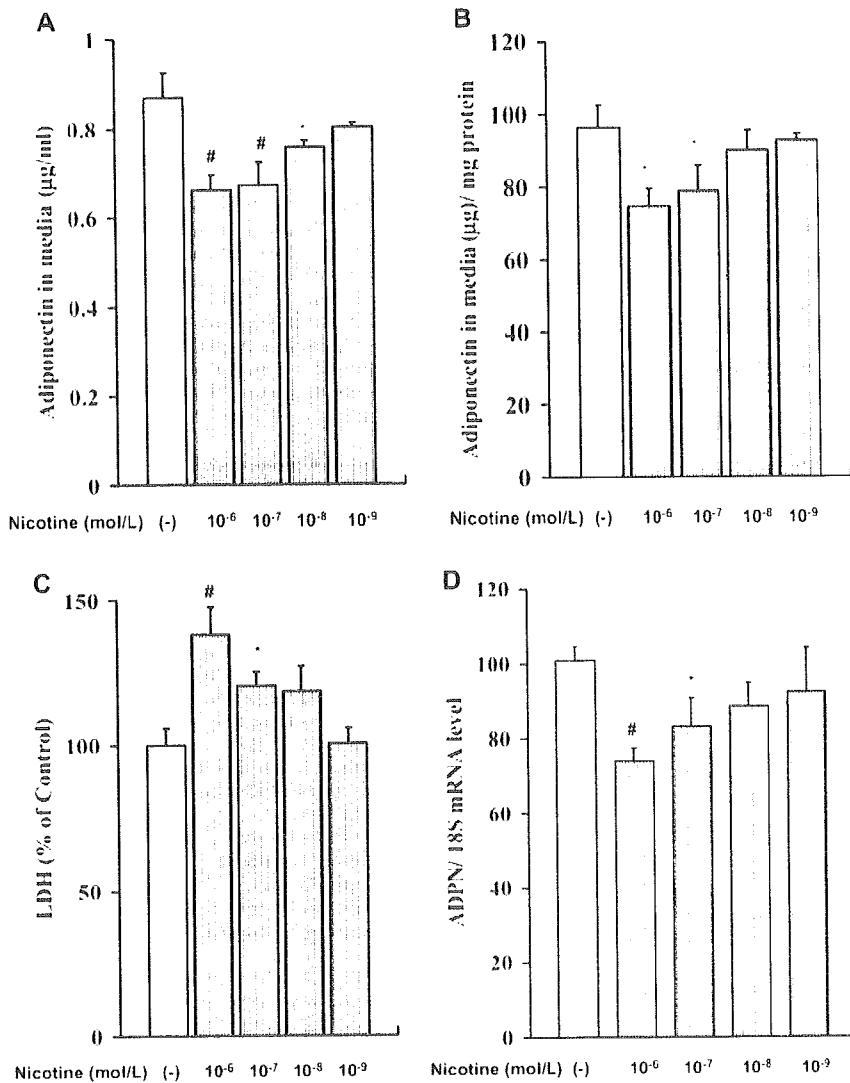 A
Adiponectin in media (µg/ml)
1
0.8
0.6
0.4
0.2
0
#
#
*
Nicotine (mol/L) (-) 10-6 10-7 10-8 10-9
B
Adiponectin in media (µg)/ mg protein
120
100
80
60
40
20
0
*
*
Nicotine (mol/L) (-) 10-6 10-7 10-8 10-9
C
LDH (% of Control)
150
100
50
0
#
*
Nicotine (mol/L) (-) 10-6 10-7 10-8 10-9
D
ADPN/ 18S mRNA level
120
100
80
60
40
20
0
#
*
Nicotine (mol/L) (-) 10-6 10-7 10-8 10-9